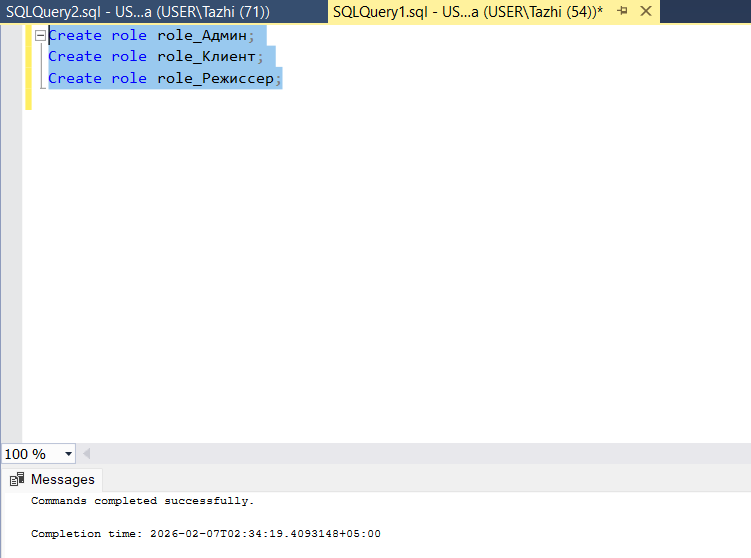 SQLQuery2.sql - US...a (USER\Tazhi (71)) SQLQuery1.sql - US...a (USER\Tazhi (54))*
Create role role_Админ;
Create role role_Клиент;
Create role role_Режиссер;
100 %
Messages
Commands completed successfully.
Completion time: 2026-02-07T02:34:19.4093148+05:00